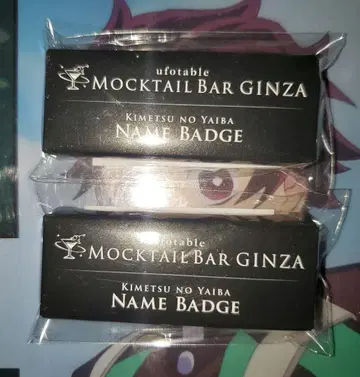 ufotable
MOCKTAIL BAR GINZA
KIMETSU NO YAIBA
NAME BADGE
ufotable
MOCKTAIL BAR GINZA
KIMETSU NO YAIBA
NAME BADGE